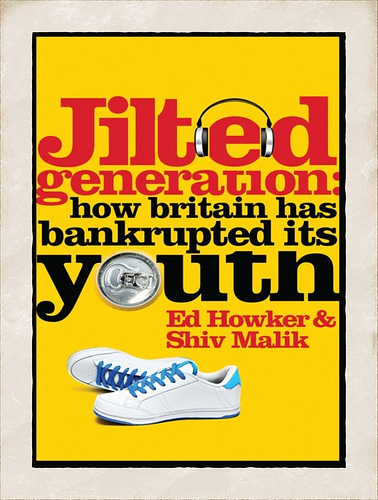 Jilted
generation:
how britain has
bankrupted its
youth
Ed Howker &
Shiv Malik